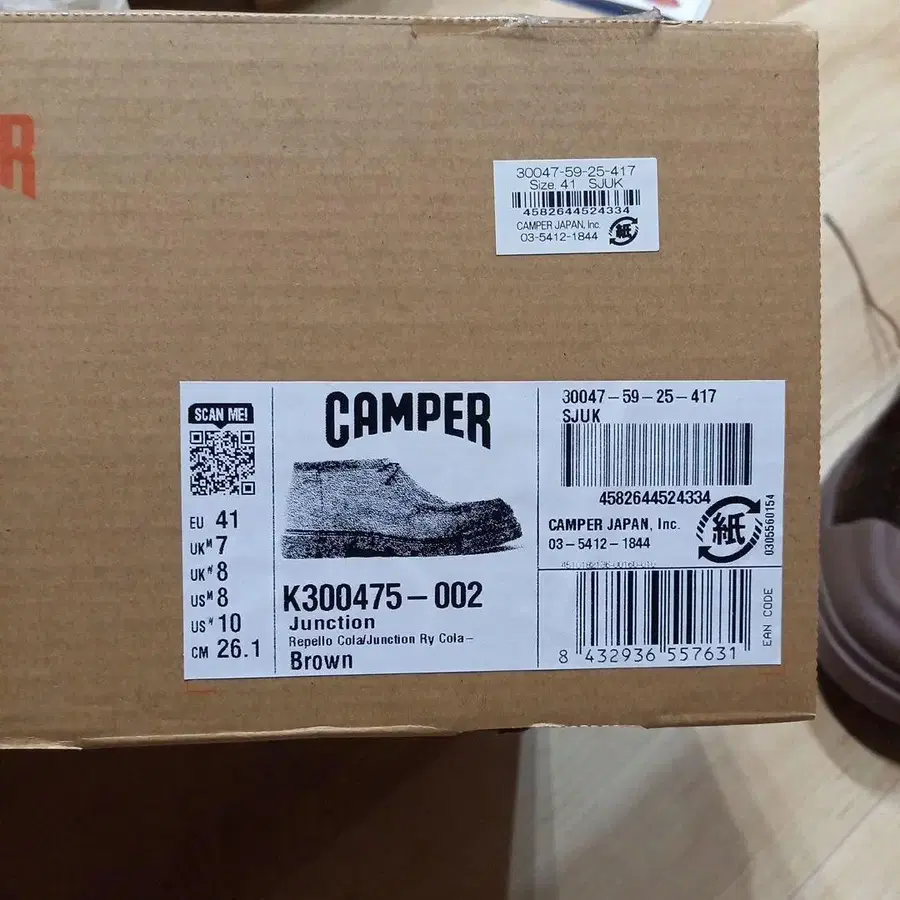 R
30047-59-25-417
Size. 41 SJUK
4582644524334
CAMPER JAPAN, Inc.
03-5412-1844
紙
SCAN ME!
EU 41
UK M 7
UK W 8
US M 8
US W 10
CM 26.1
CAMPER
K300475-002
Junction
Repello Cola/Junction Ry Cola-
Brown
30047-59-25-417
SJUK
4582644524334
CAMPER JAPAN, Inc.
03-5412-1844
紙
0305560154
EAN CODE
8 432936 557631